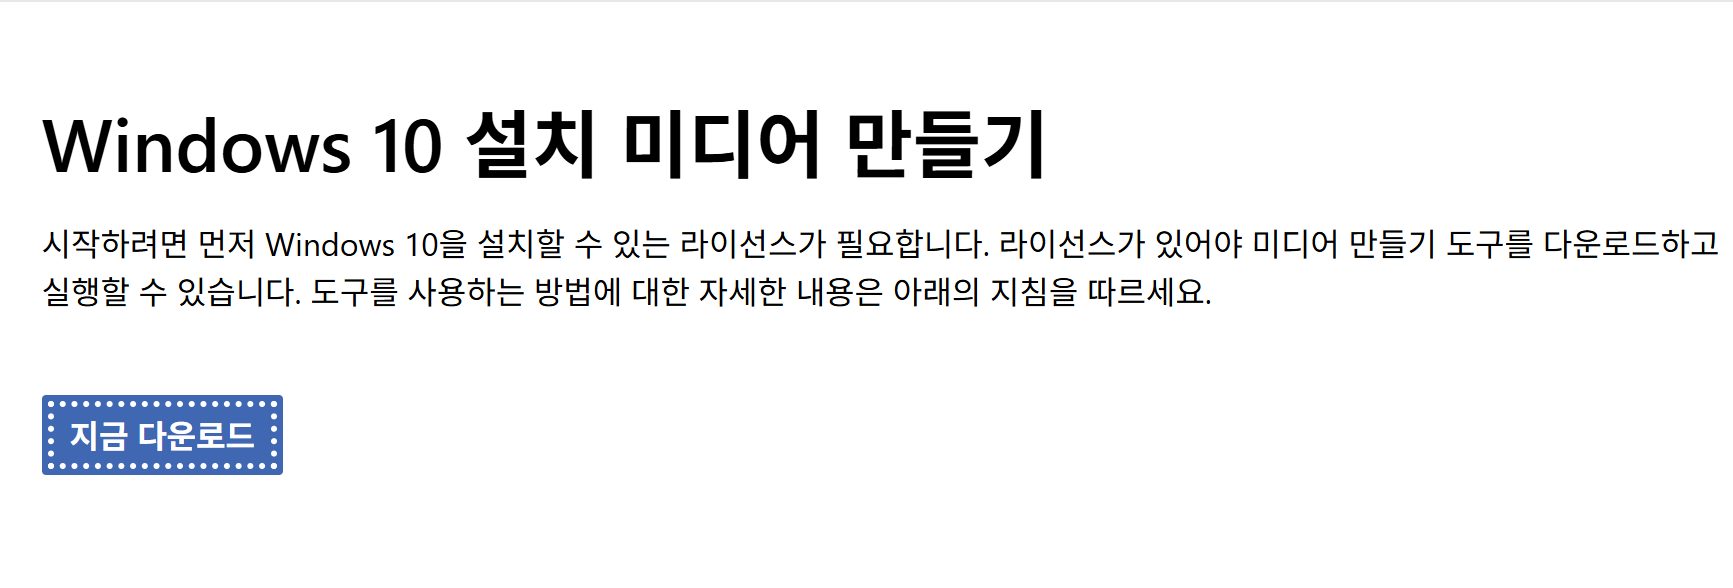 Windows 10 설치 미디어 만들기
시작하려면 먼저 Windows 10을 설치할 수 있는 라이선스가 필요합니다. 라이선스가 있어야 미디어 만들기 도구를 다운로드하고
실행할 수 있습니다. 도구를 사용하는 방법에 대한 자세한 내용은 아래의 지침을 따르세요.
지금 다운로드